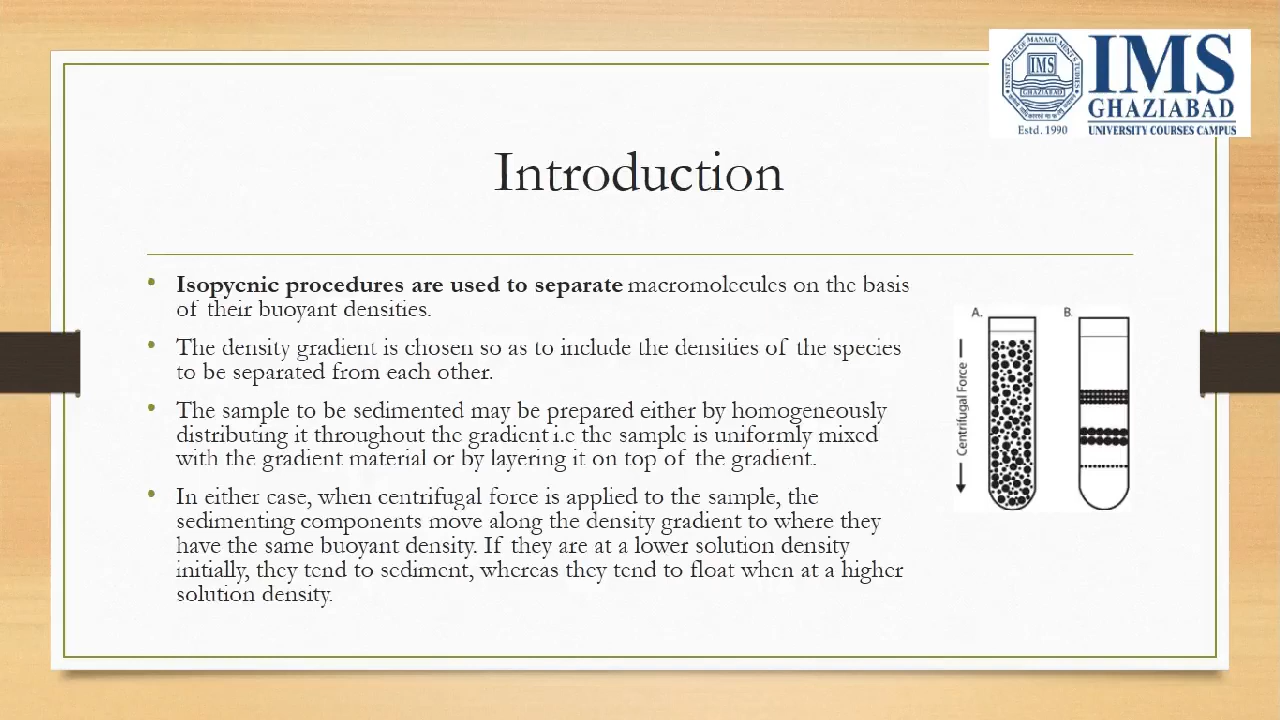 IMS
GHAZIABAD
Estd. 1990
UNIVERSITY COURSES CAMPUS
Introduction
• Isopycnic procedures are used to separate macromolecules on the basis
of their buoyant densities.
• The density gradient is chosen so as to include the densities of the species
to be separated from each other.
• The sample to be sedimented may be prepared either by homogeneously
distributing it throughout the gradient i.e the sample is uniformly mixed
with the gradient material or by layering it on top of the gradient.
• In either case, when centrifugal force is applied to the sample, the
sedimenting components move along the density gradient to where they
have the same buoyant density. If they are at a lower solution density
initially, they tend to sediment, whereas they tend to float when at a higher
solution density.
A.
B.
Centrifugal Force